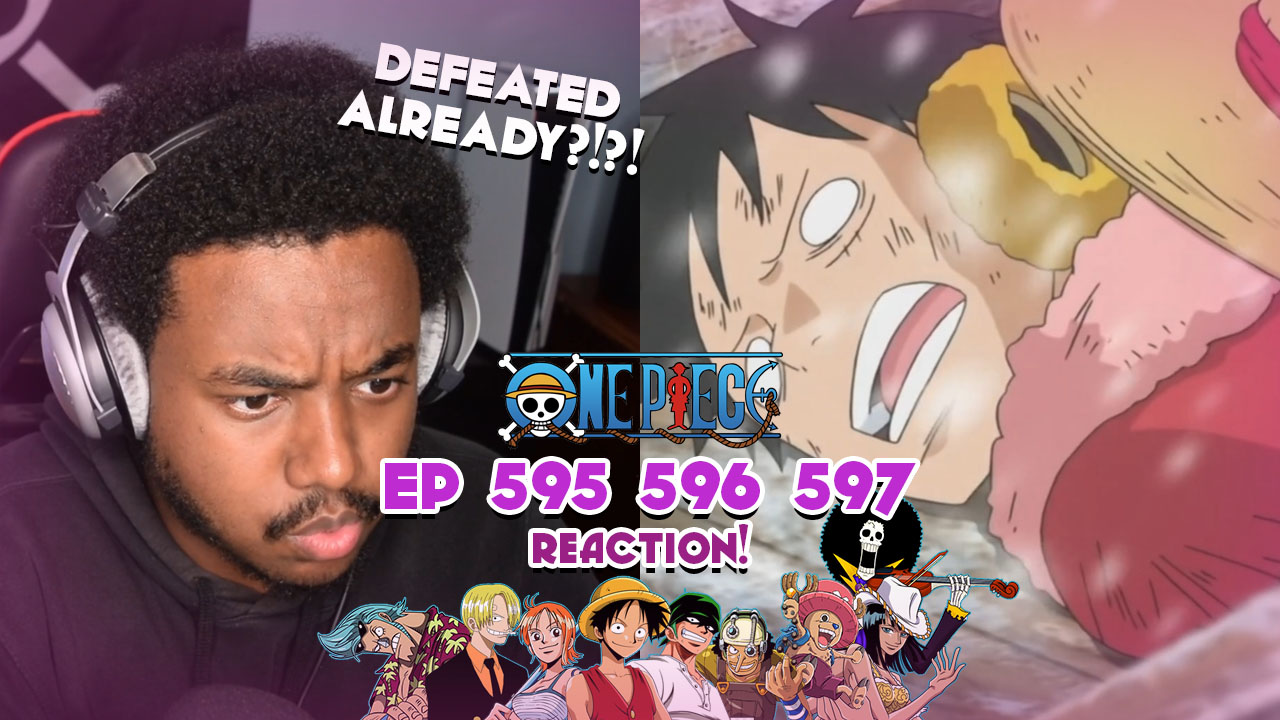 DEFEATED
ALREADY?!?!
ONE PIECE
EP 595 596 597
REACTION!